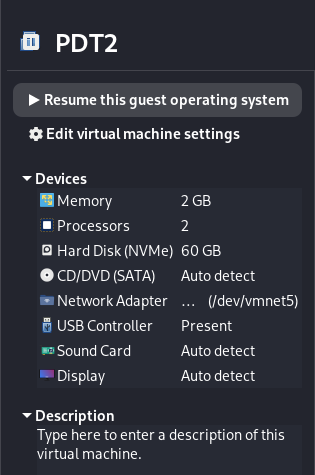 PDT2
Resume this guest operating system
Edit virtual machine settings
Devices
Memory 2 GB
Processors 2
Hard Disk (NVMe) 60 GB
CD/DVD (SATA) Auto detect
Network Adapter … (/dev/vmnet5)
USB Controller Present
Sound Card Auto detect
Display Auto detect
Description
Type here to enter a description of this
virtual machine.